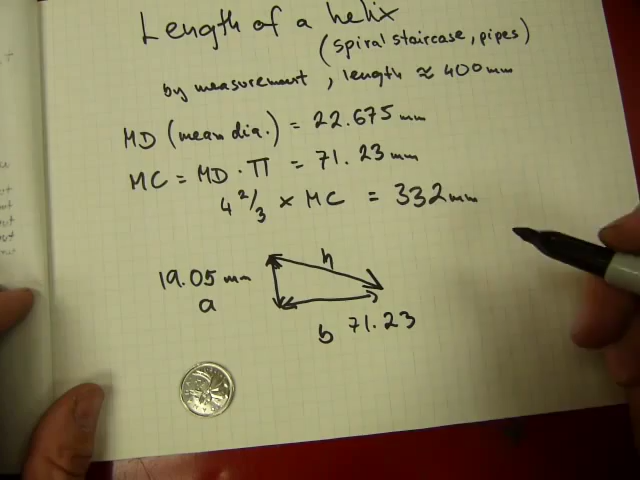 Length of a helix
(spiral staircase, pipes)
by measurement, length ≈ 400mm
MD (mean dia.) = 22.675 mm
MC = MD · π = 71.23 mm
4 2/3 × MC = 332mm
h
19.05 mm
a
b 71.23